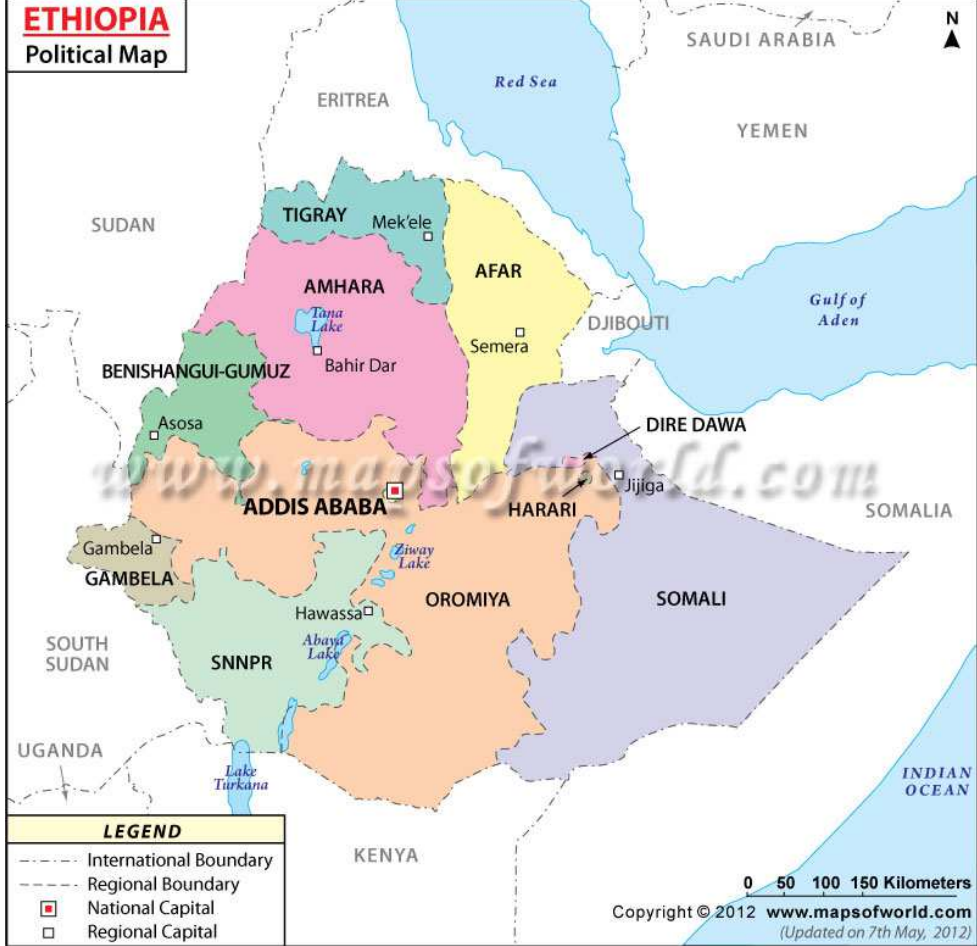 ETHIOPIA
Political Map
N
SAUDI ARABIA
Red Sea
ERITREA
YEMEN
SUDAN
TIGRAY
Mek'ele
AFAR
AMHARA
Tana
Lake
Gulf of
Aden
DJIBOUTI
Semera
Bahir Dar
BENISHANGUI-GUMUZ
Asosa
DIRE DAWA
www.mapsofworld.com
Jijiga
ADDIS ABABA
HARARI
SOMALIA
Gambela
GAMBELA
Ziway
Lake
OROMIYA
SOMALI
Hawassa
SOUTH
SUDAN
Abaya
Lake
SNNPR
UGANDA
Lake
Turkana
INDIAN
OCEAN
KENYA
LEGEND
International Boundary
Regional Boundary
National Capital
Regional Capital
0 50 100 150 Kilometers
Copyright © 2012 www.mapsofworld.com
(Updated on 7th May, 2012)